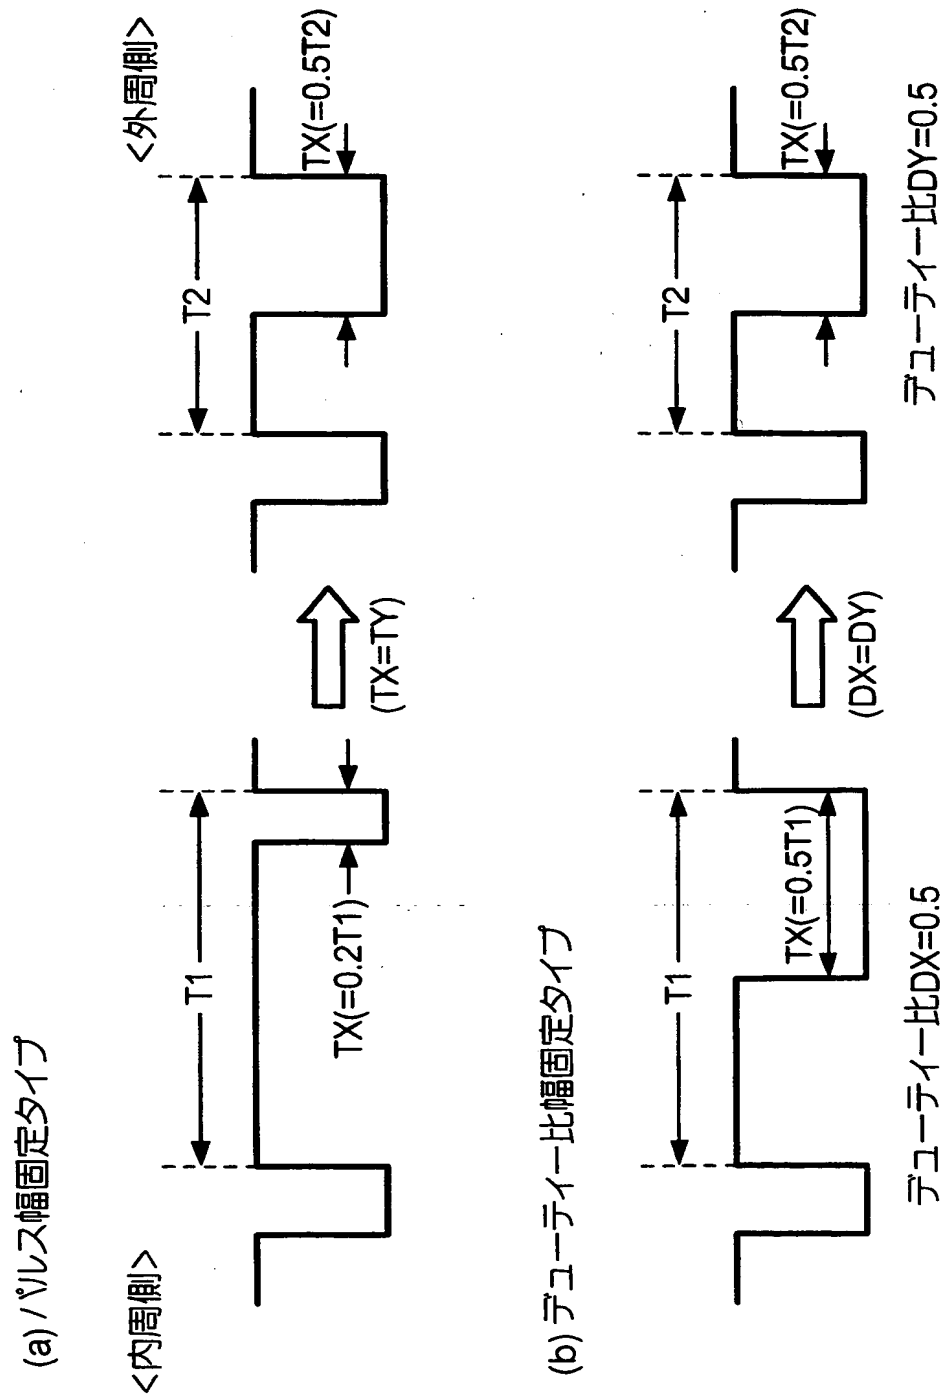 (a) パルス幅固定タイプ
<内周側>
<外周側>
T1
T2
TX(=0.2T1)
TX(=0.5T2)
(TX=TY)
(b) デューティー比幅固定タイプ
T1
T2
TX(=0.5T1)
TX(=0.5T2)
(DX=DY)
デューティー比DX=0.5
デューティー比DY=0.5